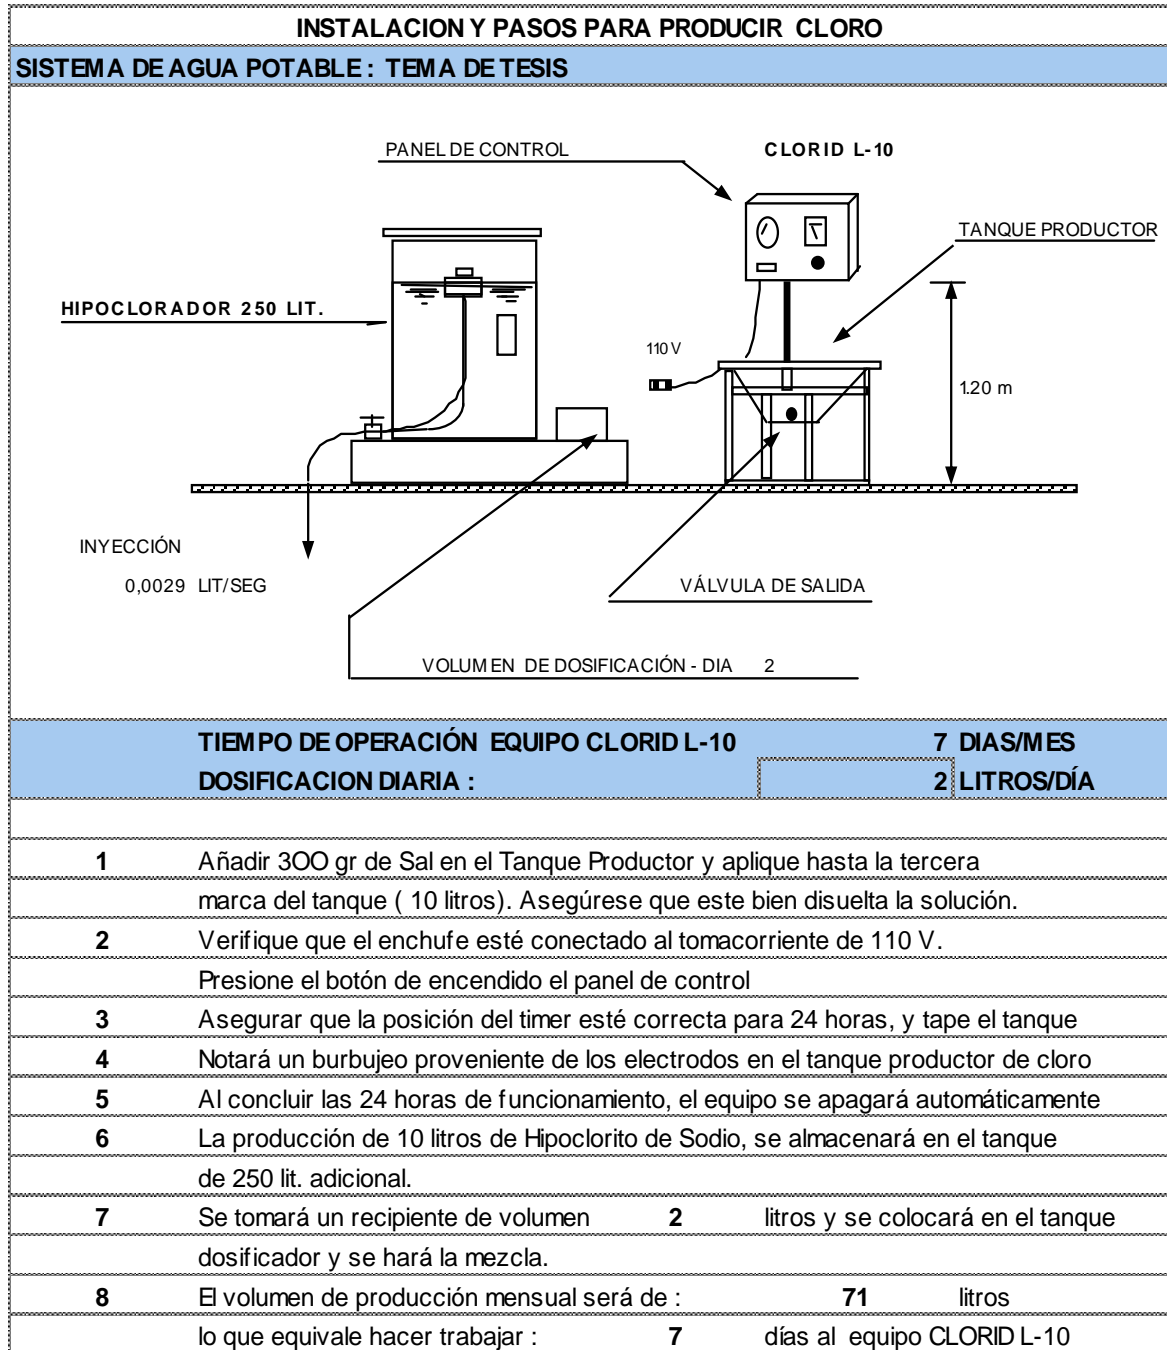 INSTALACION Y PASOS PARA PRODUCIR CLORO
SISTEMA DE AGUA POTABLE : TEMA DE TESIS
PANEL DE CONTROL
CLORID L-10
TANQUE PRODUCTOR
HIPOCLORADOR 250 LIT.
110 V
1.20 m
INYECCIÓN
0,0029 LIT/SEG
VÁLVULA DE SALIDA
VOLUMEN DE DOSIFICACIÓN - DIA 2
TIEMPO DE OPERACIÓN EQUIPO CLORID L-10 7 DIAS/MES
DOSIFICACION DIARIA : 2 LITROS/DÍA
1 Añadir 3OO gr de Sal en el Tanque Productor y aplique hasta la tercera
marca del tanque ( 10 litros). Asegúrese que este bien disuelta la solución.
2 Verifique que el enchufe esté conectado al tomacorriente de 110 V.
Presione el botón de encendido el panel de control
3 Asegurar que la posición del timer esté correcta para 24 horas, y tape el tanque
4 Notará un burbujeo proveniente de los electrodos en el tanque productor de cloro
5 Al concluir las 24 horas de funcionamiento, el equipo se apagará automáticamente
6 La producción de 10 litros de Hipoclorito de Sodio, se almacenará en el tanque
de 250 lit. adicional.
7 Se tomará un recipiente de volumen 2 litros y se colocará en el tanque
dosificador y se hará la mezcla.
8 El volumen de producción mensual será de : 71 litros
lo que equivale hacer trabajar : 7 días al equipo CLORID L-10